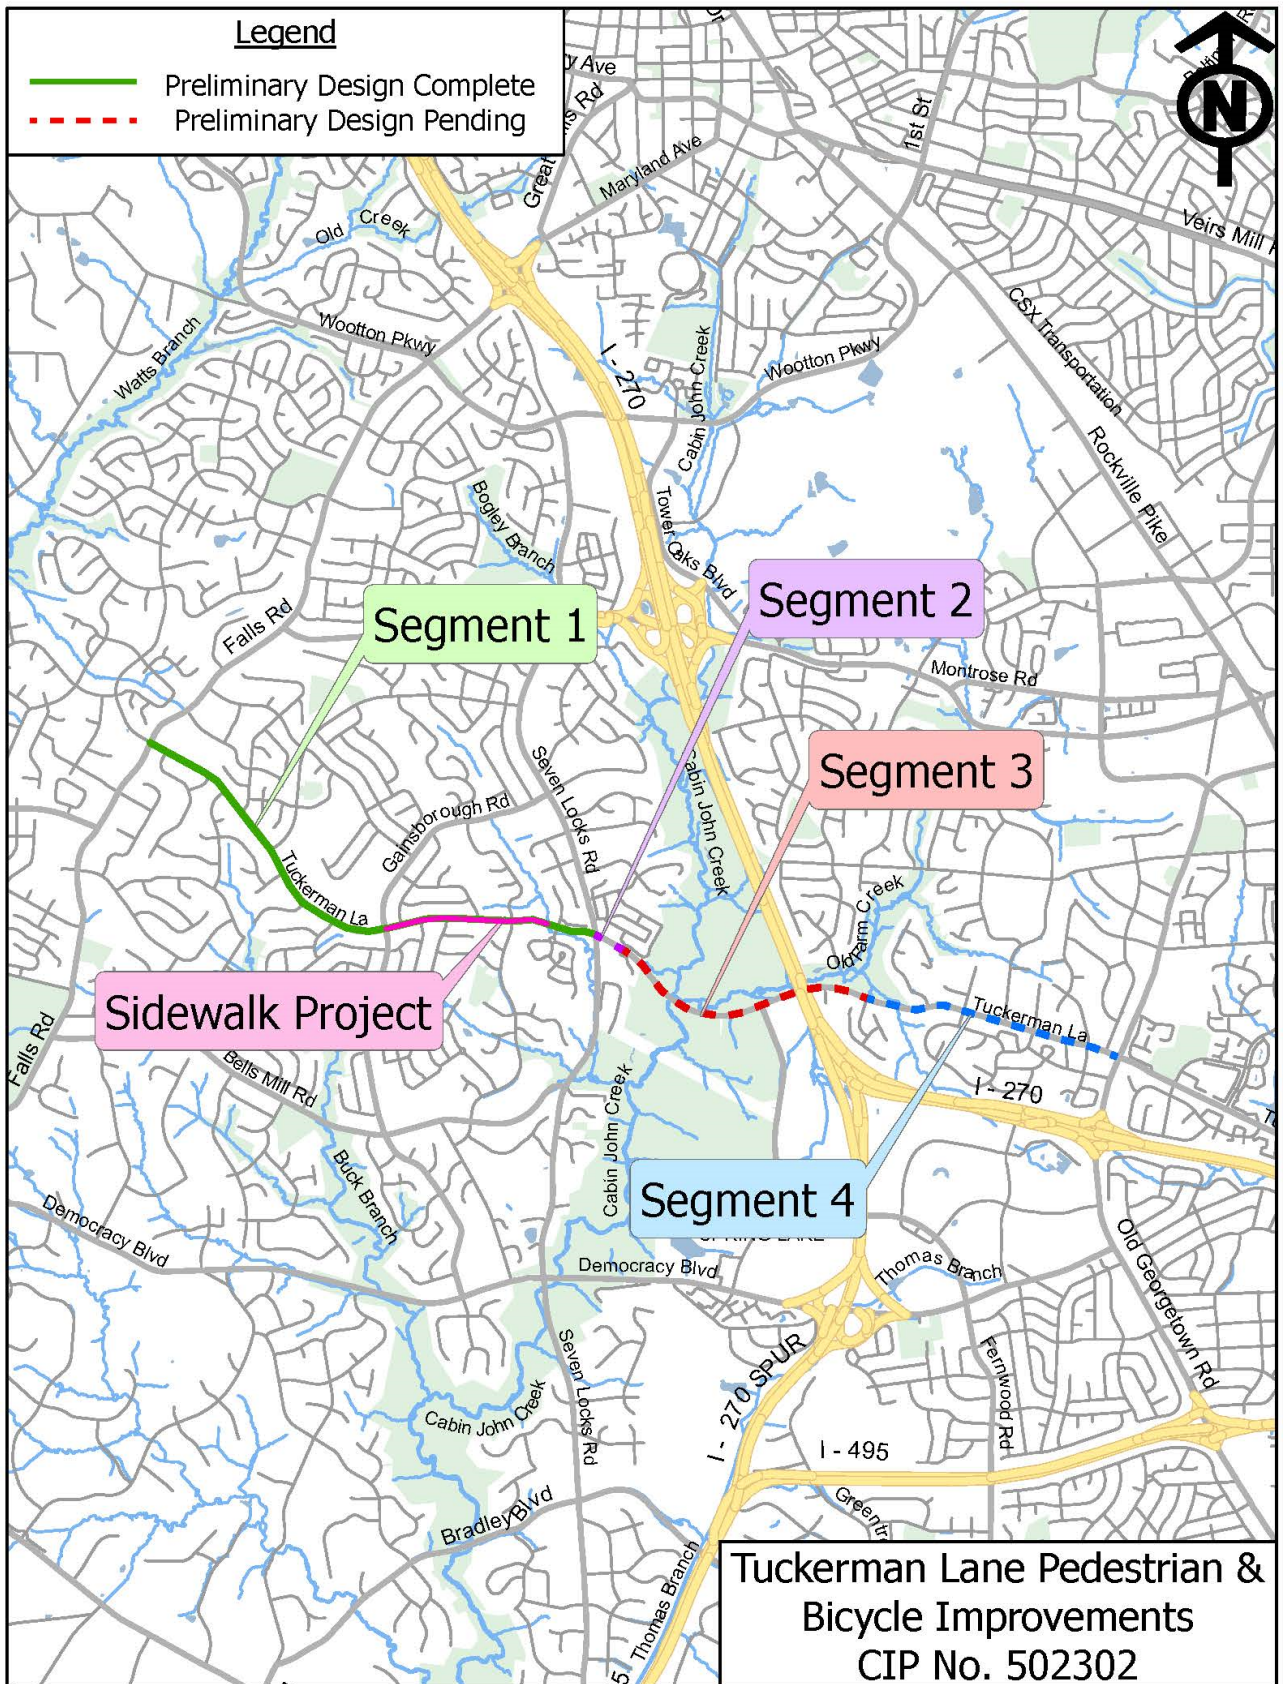 Legend
Preliminary Design Complete
Preliminary Design Pending
N
1st St
Maryland Ave
Great
Veirs Mill
Old Creek
Wootton Pkwy
Watts Branch
I - 270
Cabin John Creek
Wootton Pkwy
CSX Transportation
Rockville Pike
Bogley Branch
Tower Oaks Blvd
Segment 2
Segment 1
Falls Rd
Montrose Rd
Segment 3
Seven Locks Rd
Cabin John Creek
Gainsborough Rd
Tuckerman La
Old Farm Creek
Sidewalk Project
Tuckerman La
Falls Rd
Bells Mill Rd
Cabin John Creek
I - 270
Buck Branch
Segment 4
SPRING LAKE
Democracy Blvd
Democracy Blvd
Thomas Branch
Old Georgetown Rd
Seven Locks Rd
I - 270 SPUR
Fernwood Rd
Cabin John Creek
I - 495
Bradley Blvd
Thomas Branch
5
Tuckerman Lane Pedestrian &
Bicycle Improvements
CIP No. 502302